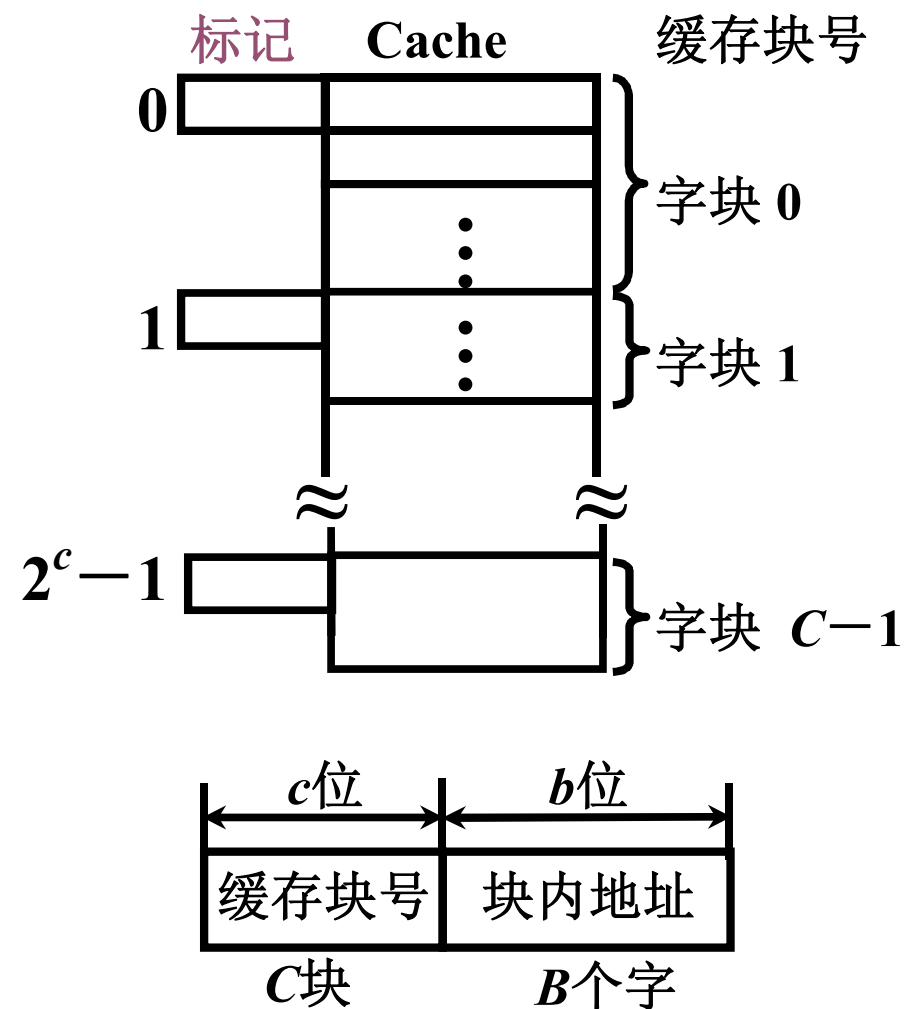 标记 Cache 缓存块号
0
字块 0
1
字块 1
2^c－1
字块 C－1
c位 b位
缓存块号 块内地址
C块 B个字